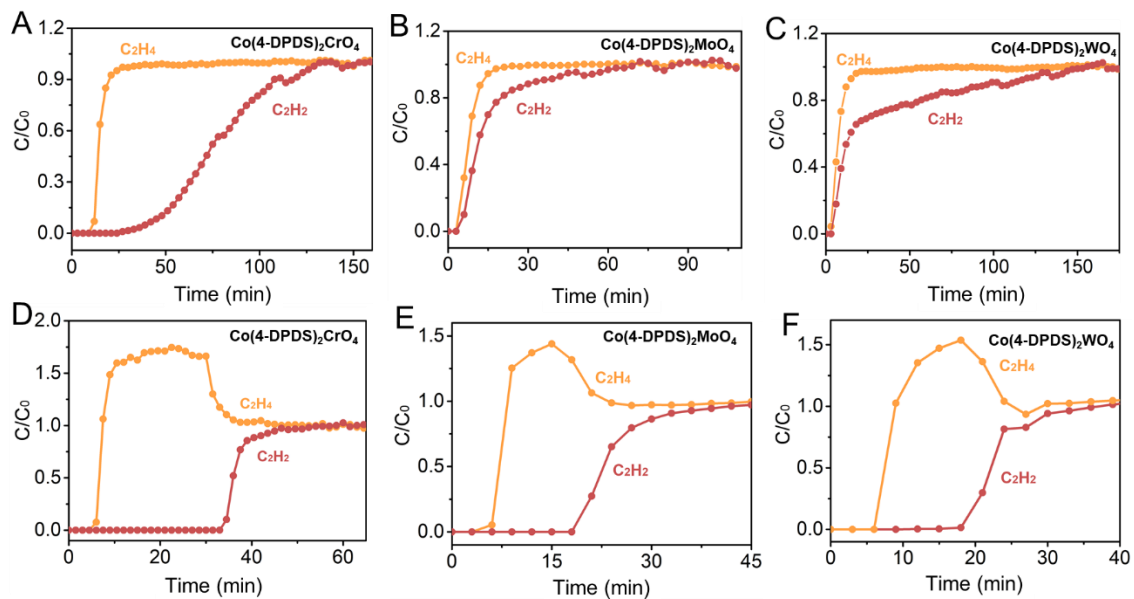 A
Co(4-DPDS)₂CrO₄
C₂H₄
C₂H₂
C/C₀
1.2
0.9
0.6
0.3
0.0
0 50 100 150
Time (min)
B
Co(4-DPDS)₂MoO₄
C₂H₄
C₂H₂
C/C₀
1.2
0.8
0.4
0.0
0 30 60 90
Time (min)
C
Co(4-DPDS)₂WO₄
C₂H₄
C₂H₂
C/C₀
1.2
0.8
0.4
0.0
0 50 100 150
Time (min)
D
Co(4-DPDS)₂CrO₄
C₂H₄
C₂H₂
C/C₀
2.0
1.5
1.0
0.5
0.0
0 20 40 60
Time (min)
E
Co(4-DPDS)₂MoO₄
C₂H₄
C₂H₂
C/C₀
1.5
1.0
0.5
0.0
0 15 30 45
Time (min)
F
Co(4-DPDS)₂WO₄
C₂H₄
C₂H₂
C/C₀
1.5
1.0
0.5
0.0
0 10 20 30 40
Time (min)